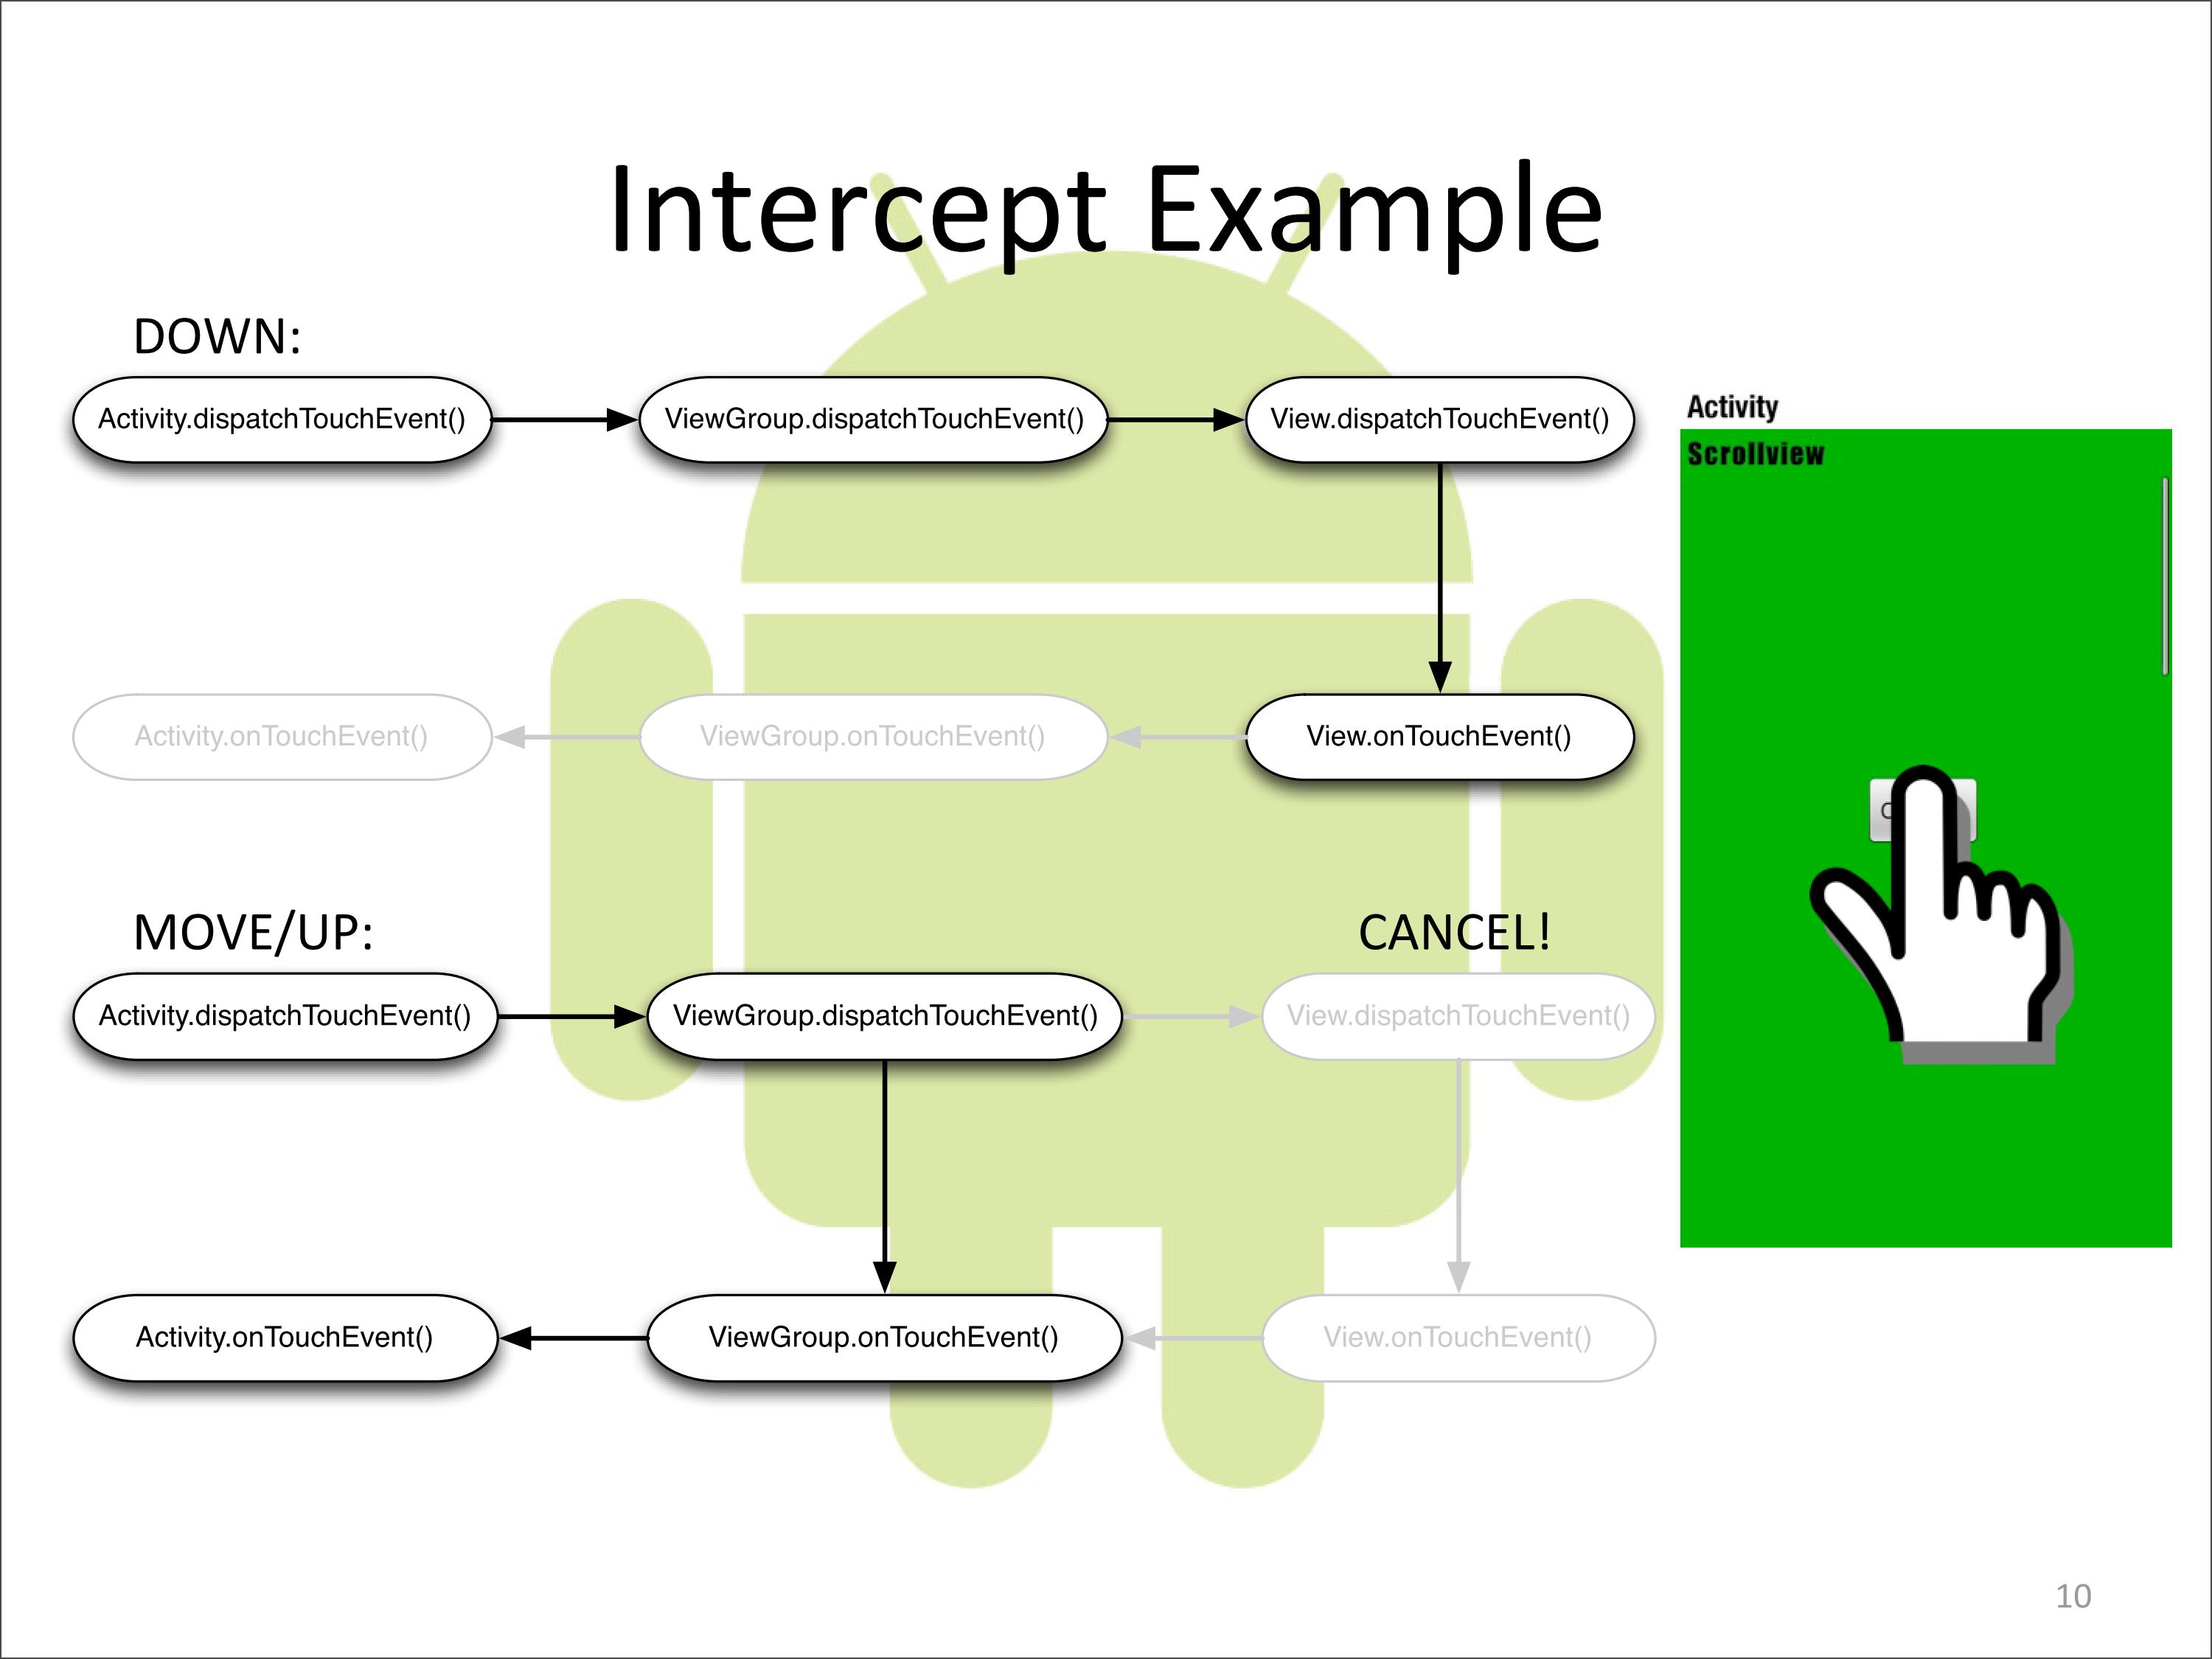 Intercept Example
DOWN:
Activity.dispatchTouchEvent()
ViewGroup.dispatchTouchEvent()
View.dispatchTouchEvent()
Activity.onTouchEvent()
ViewGroup.onTouchEvent()
View.onTouchEvent()
MOVE/UP:
CANCEL!
Activity.dispatchTouchEvent()
ViewGroup.dispatchTouchEvent()
View.dispatchTouchEvent()
Activity.onTouchEvent()
ViewGroup.onTouchEvent()
View.onTouchEvent()
Activity
Scrollview
10